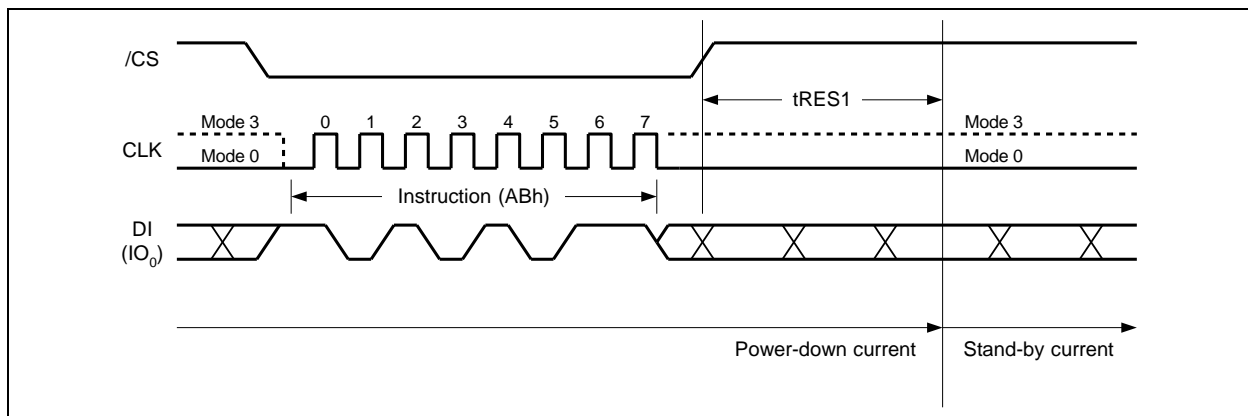 /CS
tRES1
Mode 3 0 1 2 3 4 5 6 7 Mode 3
CLK
Mode 0 Mode 0
Instruction (ABh)
DI
(IO0)
Power-down current Stand-by current